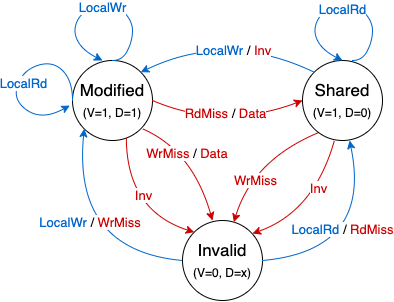 LocalWr
LocalRd
LocalWr / Inv
LocalRd
Modified
(V=1, D=1)
Shared
(V=1, D=0)
RdMiss / Data
WrMiss / Data
WrMiss
Inv
Inv
LocalWr / WrMiss
LocalRd / RdMiss
Invalid
(V=0, D=x)